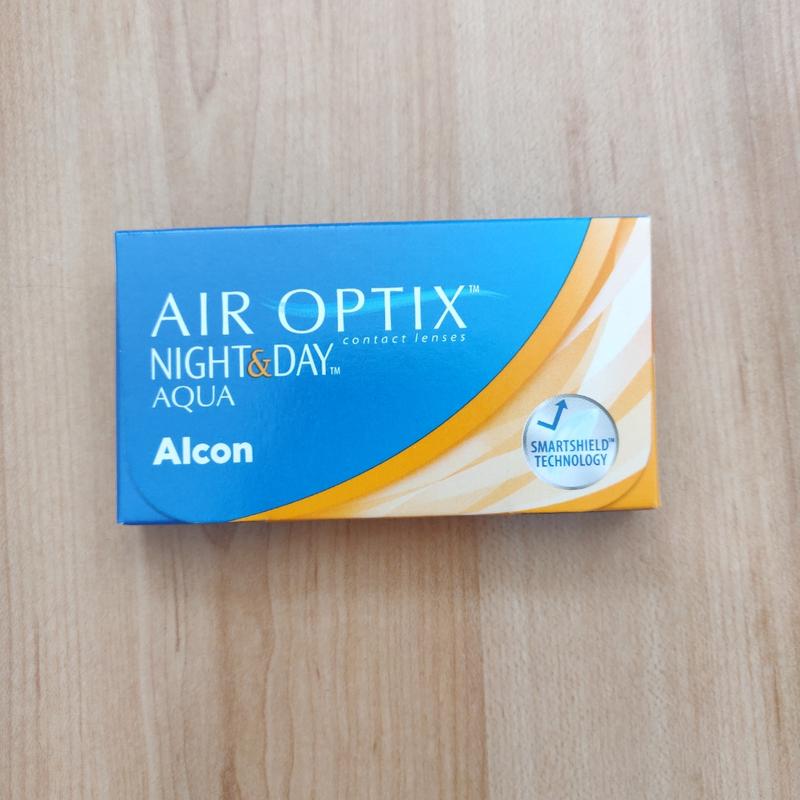 AIR OPTIX™
contact lenses
NIGHT&DAY™
AQUA
Alcon
SMARTSHIELD™
TECHNOLOGY